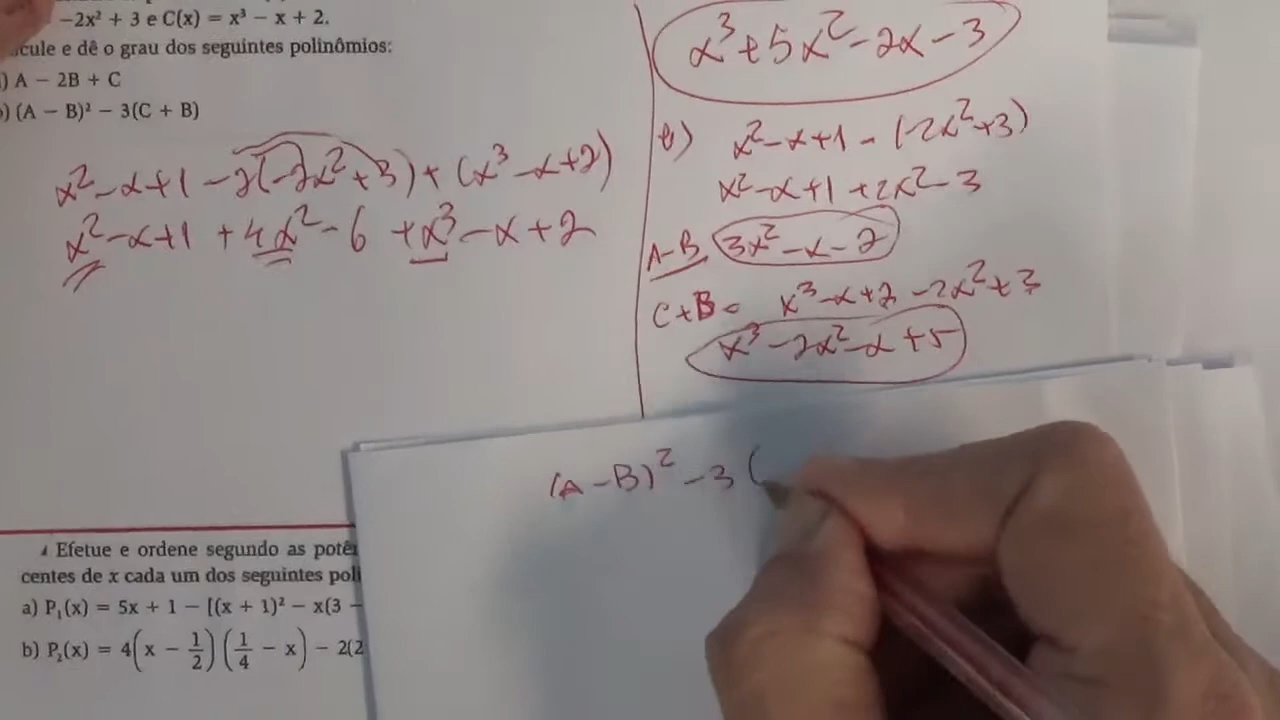 −2x² + 3 e C(x) = x³ − x + 2.
cule e dê o grau dos seguintes polinômios:
) A − 2B + C
) (A − B)² − 3(C + B)
x² − x + 1 − 2(−2x² + 3) + (x³ − x + 2)
x² − x + 1 + 4x² − 6 + x³ − x + 2
x³ + 5x² − 2x − 3
b) x² − x + 1 − (−2x² + 3)
x² − x + 1 + 2x² − 3
A−B 3x² − x − 2
C+B = x³ − x + 2 − 2x² + 3
x³ − 2x² − x + 5
(A − B)² − 3 (
Efetue e ordene segundo as potê
centes de x cada um dos seguintes poli
a) P₁(x) = 5x + 1 − [(x + 1)² − x(3 −
b) P₂(x) = 4(x − 1/2)(1/4 − x) − 2(2